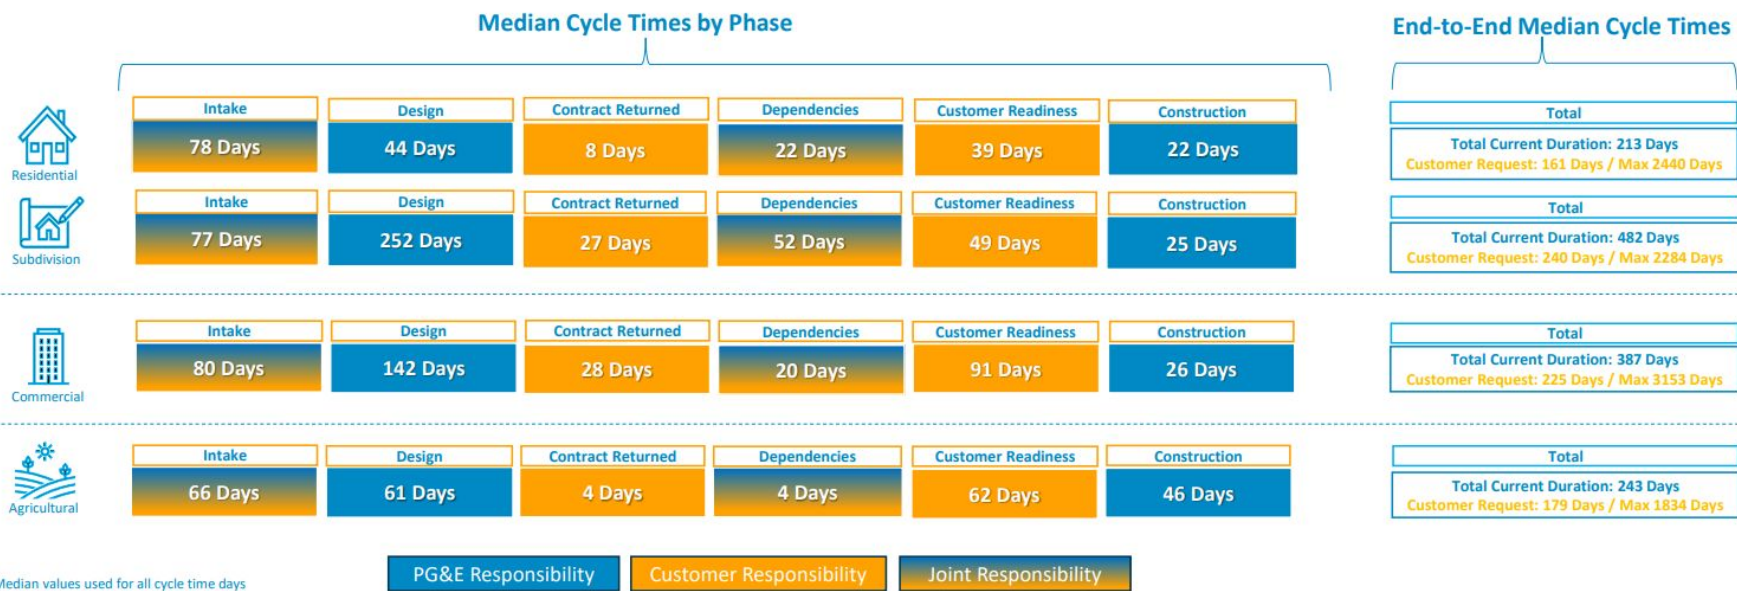 Median Cycle Times by Phase
End-to-End Median Cycle Times
Intake Design Contract Returned Dependencies Customer Readiness Construction Total
78 Days 44 Days 8 Days 22 Days 39 Days 22 Days
Total Current Duration: 213 Days
Customer Request: 161 Days / Max 2440 Days
Residential
Intake Design Contract Returned Dependencies Customer Readiness Construction Total
77 Days 252 Days 27 Days 52 Days 49 Days 25 Days
Total Current Duration: 482 Days
Customer Request: 240 Days / Max 2284 Days
Subdivision
Intake Design Contract Returned Dependencies Customer Readiness Construction Total
80 Days 142 Days 28 Days 20 Days 91 Days 26 Days
Total Current Duration: 387 Days
Customer Request: 225 Days / Max 3153 Days
Commercial
Intake Design Contract Returned Dependencies Customer Readiness Construction Total
66 Days 61 Days 4 Days 4 Days 62 Days 46 Days
Total Current Duration: 243 Days
Customer Request: 179 Days / Max 1834 Days
Agricultural
PG&E Responsibility Customer Responsibility Joint Responsibility
Median values used for all cycle time days